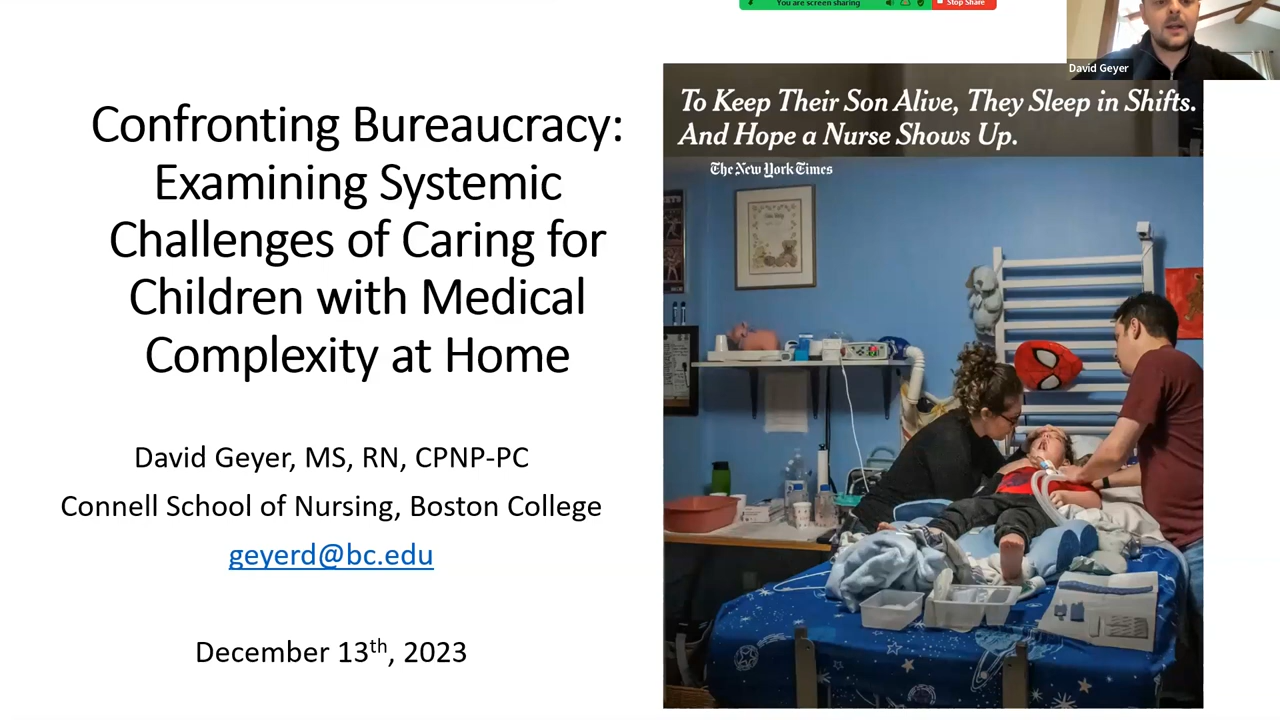 You are screen sharing
Stop Share
David Geyer
Confronting Bureaucracy:
Examining Systemic
Challenges of Caring for
Children with Medical
Complexity at Home
David Geyer, MS, RN, CPNP-PC
Connell School of Nursing, Boston College
geyerd@bc.edu
December 13th, 2023
To Keep Their Son Alive, They Sleep in Shifts.
And Hope a Nurse Shows Up.
The New York Times